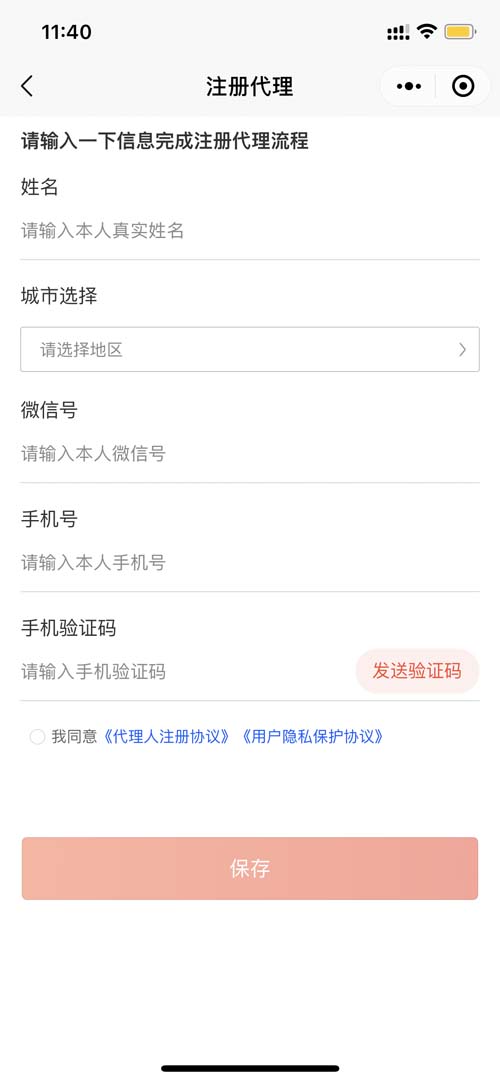 11:40
注册代理
请输入一下信息完成注册代理流程
姓名
请输入本人真实姓名
城市选择
请选择地区
微信号
请输入本人微信号
手机号
请输入本人手机号
手机验证码
请输入手机验证码 发送验证码
我同意《代理人注册协议》《用户隐私保护协议》
保存